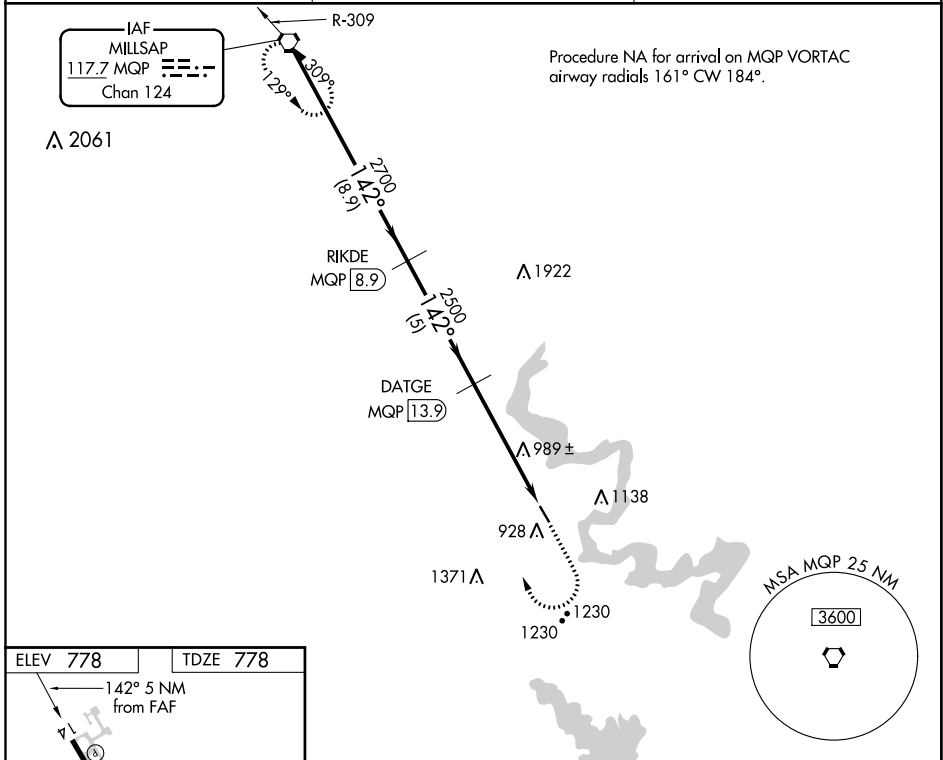 R-309
IAF
MILLSAP
117.7 MQP
Chan 124
Procedure NA for arrival on MQP VORTAC
airway radials 161° CW 184°.
309°
129°
2061
2700
142°
(8.9)
RIKDE
MQP 8.9
1922
2500
142°
(5)
DATGE
MQP 13.9
989 ±
1138
928
1371
1230
1230
MSA MQP 25 NM
3600
ELEV 778
TDZE 778
142° 5 NM
from FAF
14
P